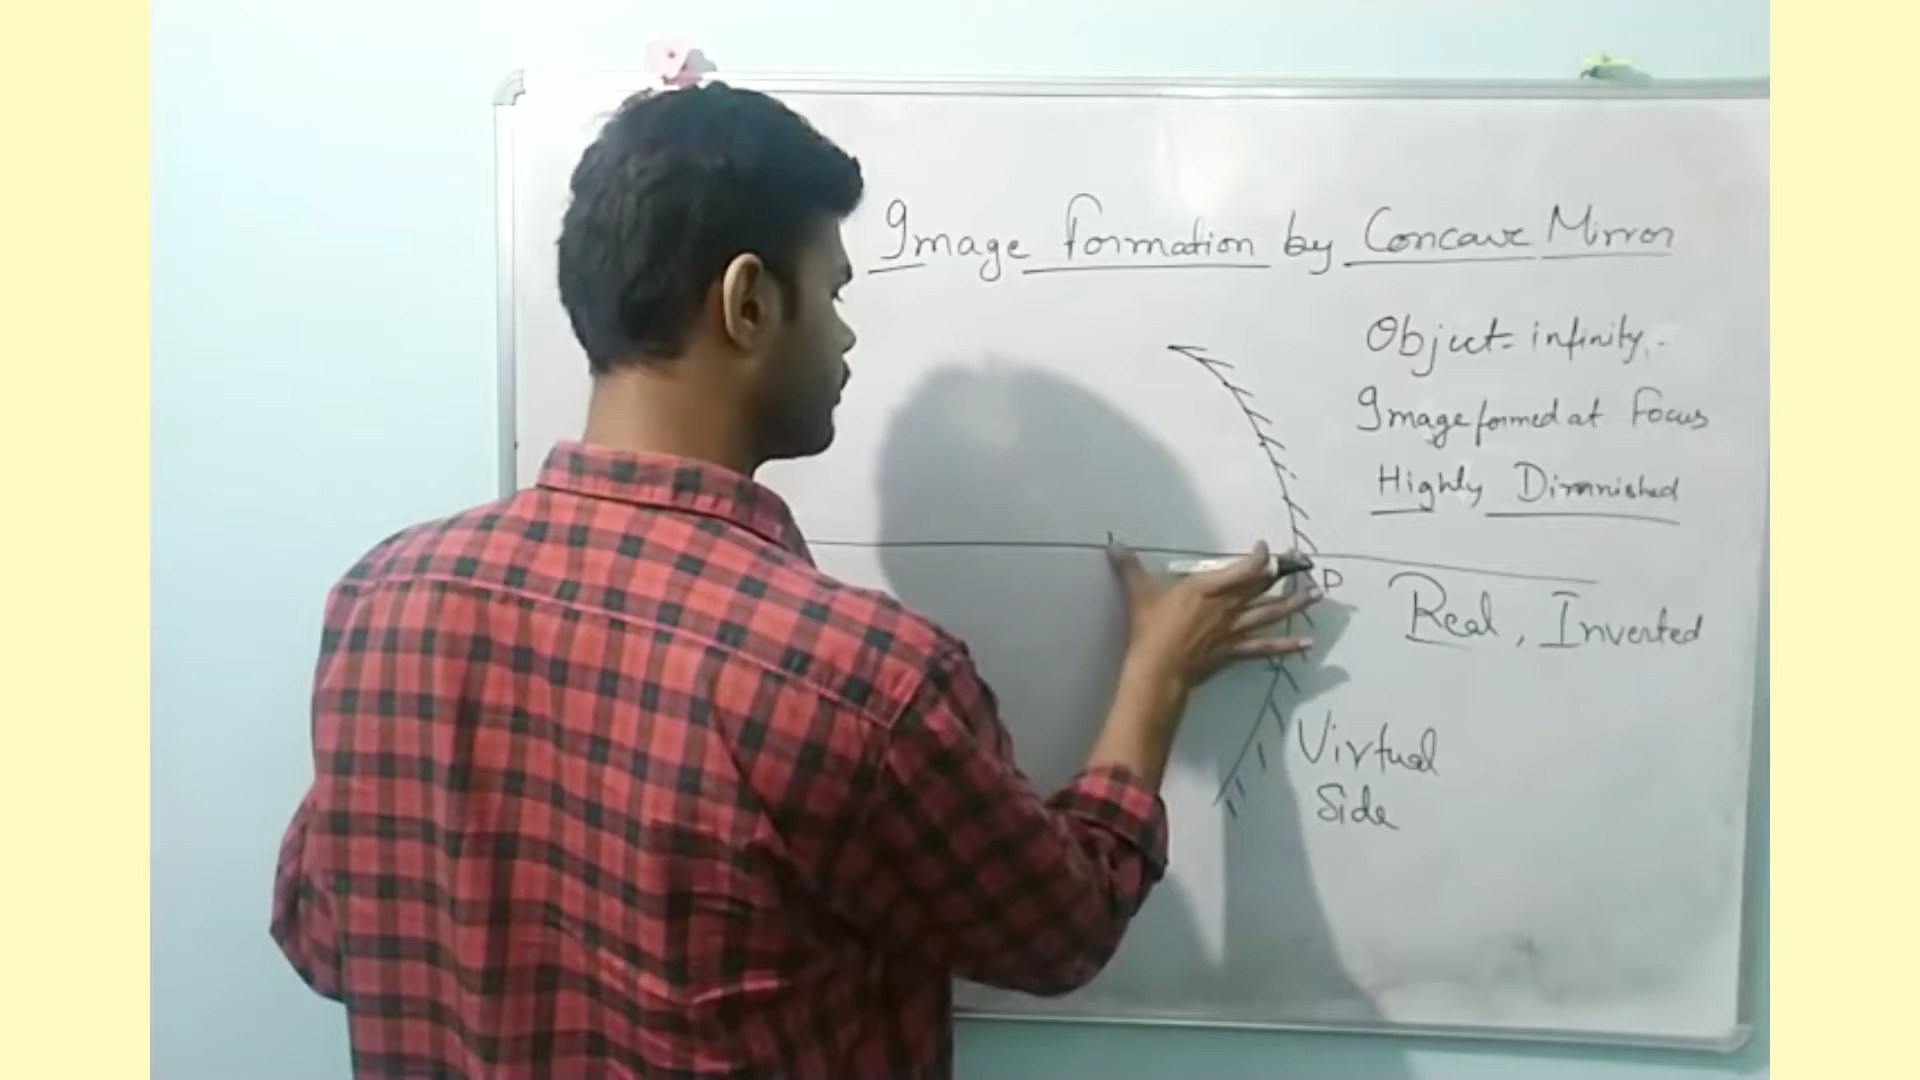 Image Formation by Concave Mirror
Object = infinity.
Image formed at Focus
Highly Diminished
P
Real, Inverted
Virtual
Side